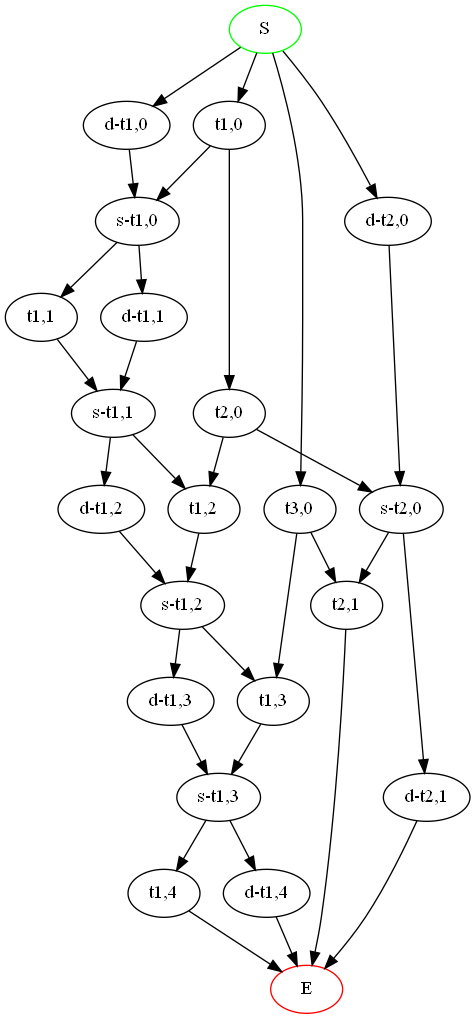 S
d-t1,0
t1,0
s-t1,0
d-t2,0
t1,1
d-t1,1
s-t1,1
t2,0
d-t1,2
t1,2
t3,0
s-t2,0
s-t1,2
t2,1
d-t1,3
t1,3
s-t1,3
d-t2,1
t1,4
d-t1,4
E